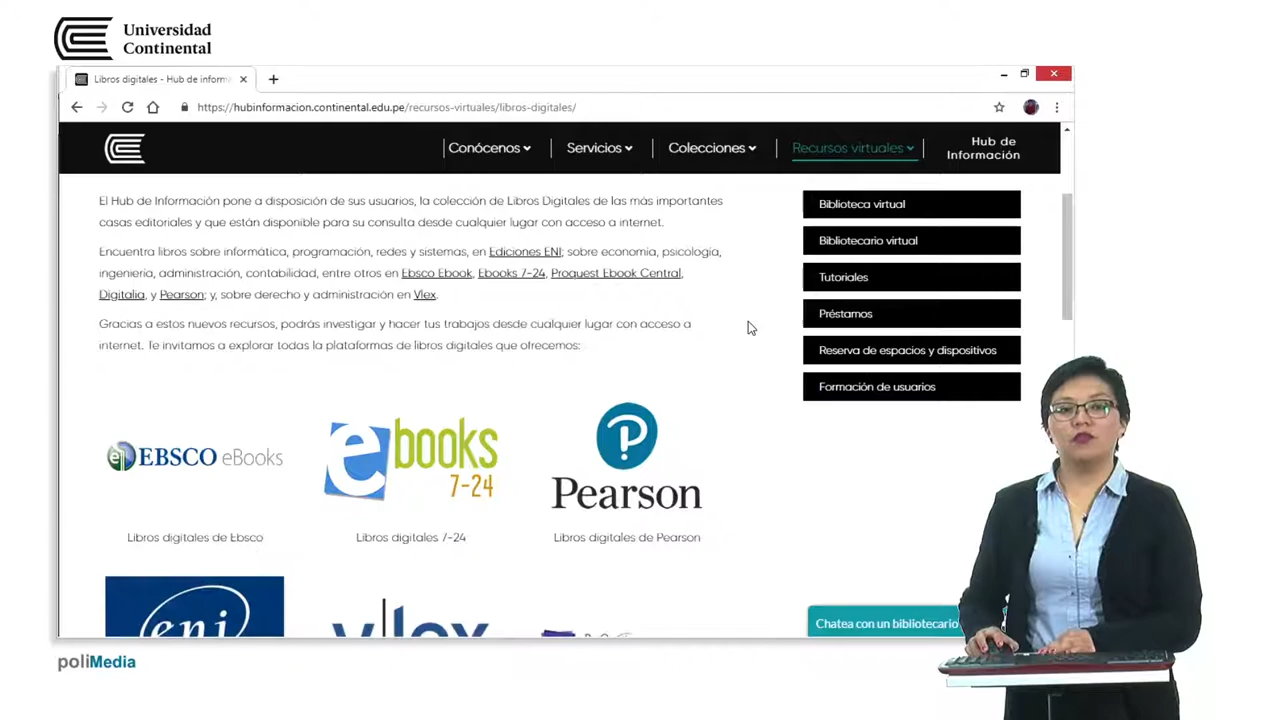 Universidad
Continental
Libros digitales - Hub de inform
https://hubinformacion.continental.edu.pe/recursos-virtuales/libros-digitales/
Conócenos
Servicios
Colecciones
Recursos virtuales
Hub de
Información
El Hub de Información pone a disposición de sus usuarios, la colección de Libros Digitales de las más importantes
casas editoriales y que están disponible para su consulta desde cualquier lugar con acceso a internet.
Encuentra libros sobre informática, programación, redes y sistemas, en Ediciones ENI; sobre economía, psicología,
ingeniería, administración, contabilidad, entre otros en Ebsco Ebook, Ebooks 7-24, Proquest Ebook Central,
Digitalia, y Pearson; y, sobre derecho y administración en Vlex.
Gracias a estos nuevos recursos, podrás investigar y hacer tus trabajos desde cualquier lugar con acceso a
internet. Te invitamos a explorar todas la plataformas de libros digitales que ofrecemos:
Biblioteca virtual
Bibliotecario virtual
Tutoriales
Préstamos
Reserva de espacios y dispositivos
Formación de usuarios
EBSCO eBooks
ebooks
7-24
Pearson
Libros digitales de Ebsco
Libros digitales 7-24
Libros digitales de Pearson
eni
vlex
Chatea con un bibliotecario
poliMedia